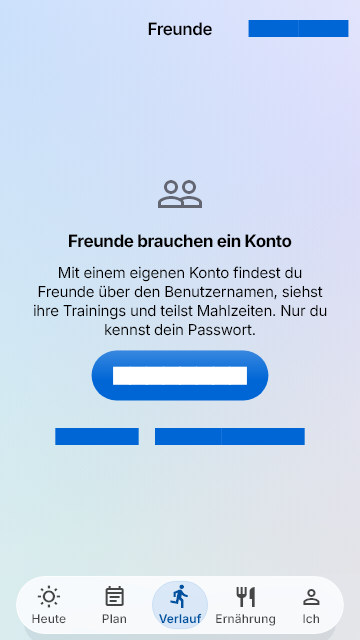 Freunde
Freunde brauchen ein Konto
Mit einem eigenen Konto findest du
Freunde über den Benutzernamen, siehst
ihre Trainings und teilst Mahlzeiten. Nur du
kennst dein Passwort.
Heute
Plan
Verlauf
Ernährung
Ich